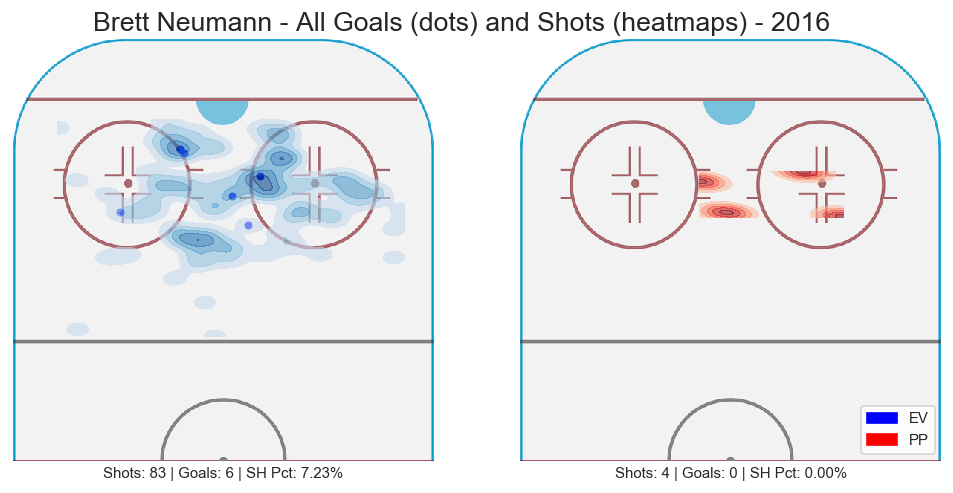 Brett Neumann - All Goals (dots) and Shots (heatmaps) - 2016
EV
PP
Shots: 83 | Goals: 6 | SH Pct: 7.23%
Shots: 4 | Goals: 0 | SH Pct: 0.00%